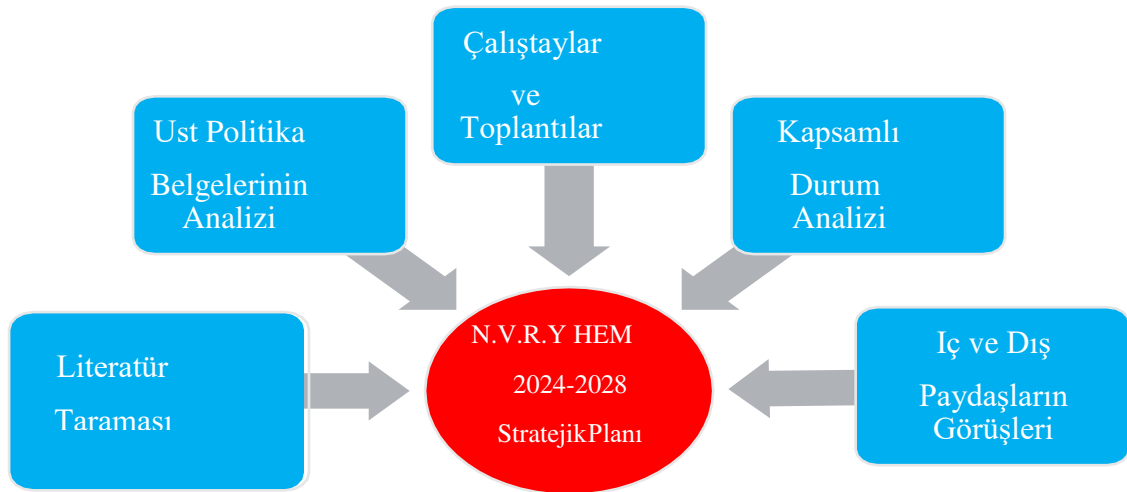 Çalıştaylar
ve
Toplantılar
Ust Politika
Belgelerinin
Analizi
Kapsamlı
Durum
Analizi
Literatür
Taraması
N.V.R.Y HEM
2024-2028
StratejikPlanı
Iç ve Dış
Paydaşların
Görüşleri